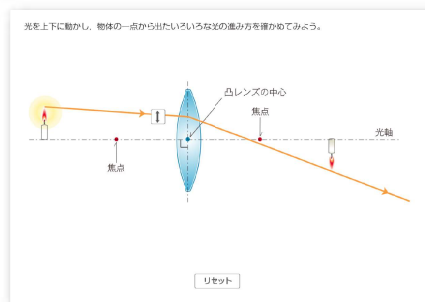 光を上下に動かし、物体の一点から出たいろいろな光の進み方を確かめてみよう。
凸レンズの中心
焦点
光軸
焦点
リセット